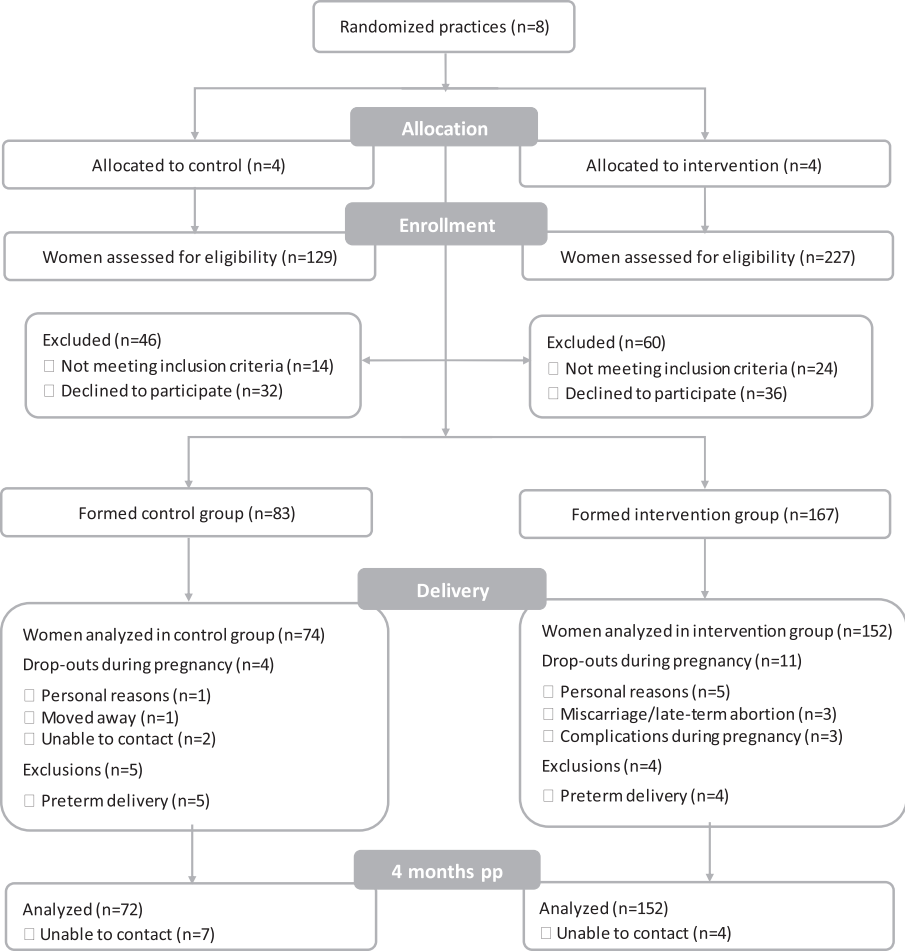 Randomized practices (n=8)
Allocation
Allocated to control (n=4)
Allocated to intervention (n=4)
Enrollment
Women assessed for eligibility (n=129)
Women assessed for eligibility (n=227)
Excluded (n=46)
□ Not meeting inclusion criteria (n=14)
□ Declined to participate (n=32)
Excluded (n=60)
□ Not meeting inclusion criteria (n=24)
□ Declined to participate (n=36)
Formed control group (n=83)
Formed intervention group (n=167)
Delivery
Women analyzed in control group (n=74)
Drop-outs during pregnancy (n=4)
□ Personal reasons (n=1)
□ Moved away (n=1)
□ Unable to contact (n=2)
Exclusions (n=5)
□ Preterm delivery (n=5)
Women analyzed in intervention group (n=152)
Drop-outs during pregnancy (n=11)
□ Personal reasons (n=5)
□ Miscarriage/late-term abortion (n=3)
□ Complications during pregnancy (n=3)
Exclusions (n=4)
□ Preterm delivery (n=4)
4 months pp
Analyzed (n=72)
□ Unable to contact (n=7)
Analyzed (n=152)
□ Unable to contact (n=4)